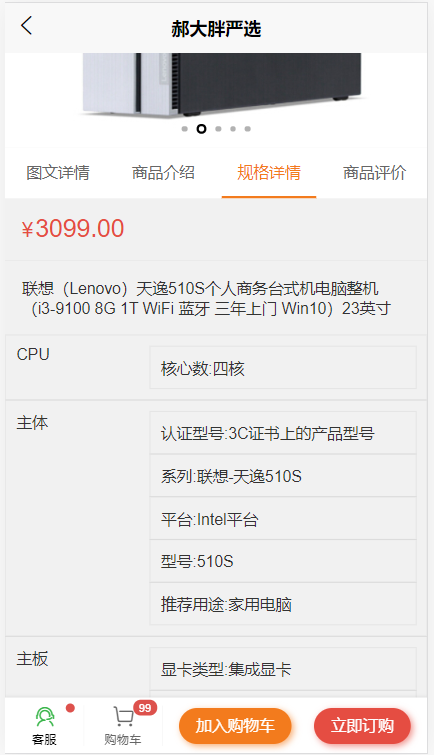 郝大胖严选
图文详情 商品介绍 规格详情 商品评价
¥3099.00
联想（Lenovo）天逸510S个人商务台式机电脑整机
（i3-9100 8G 1T WiFi 蓝牙 三年上门 Win10）23英寸
CPU
核心数:四核
主体
认证型号:3C证书上的产品型号
系列:联想-天逸510S
平台:Intel平台
型号:510S
推荐用途:家用电脑
主板
显卡类型:集成显卡
99
客服 购物车 加入购物车 立即订购